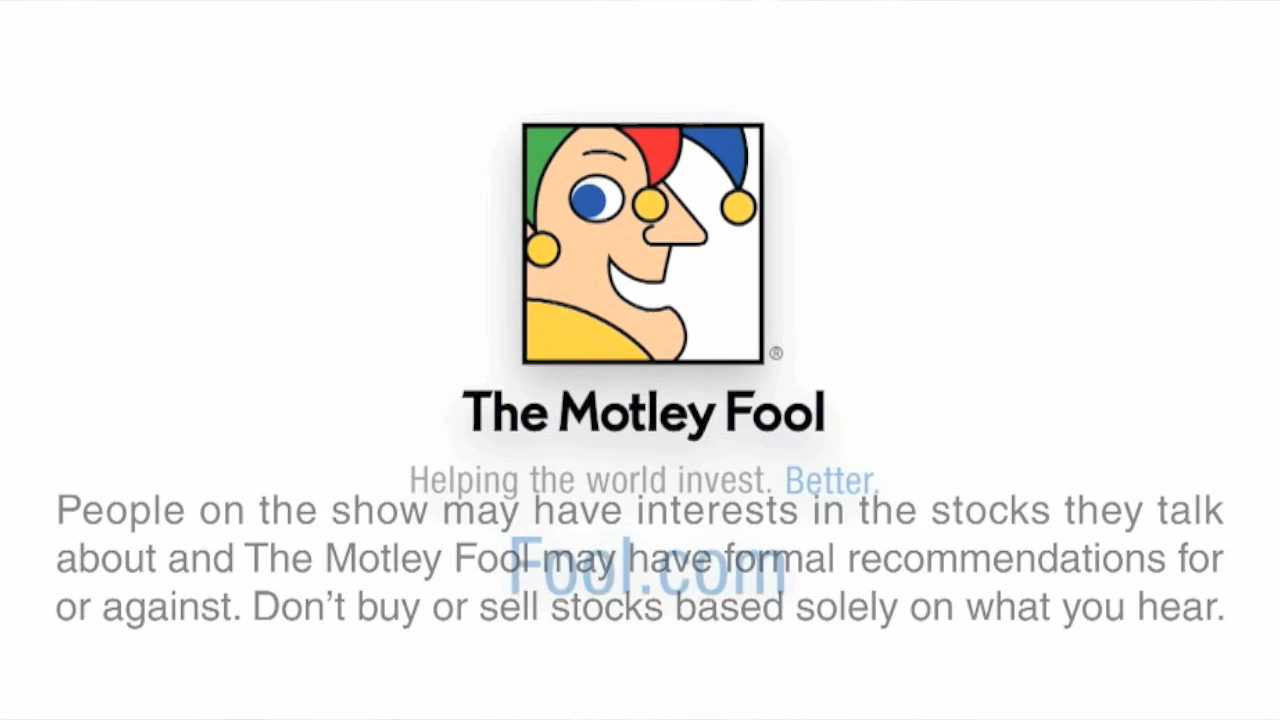 ®
The Motley Fool
Helping the world invest. Better.
People on the show may have interests in the stocks they talk
about and The Motley Fool may have formal recommendations for
Fool.com
or against. Don’t buy or sell stocks based solely on what you hear.